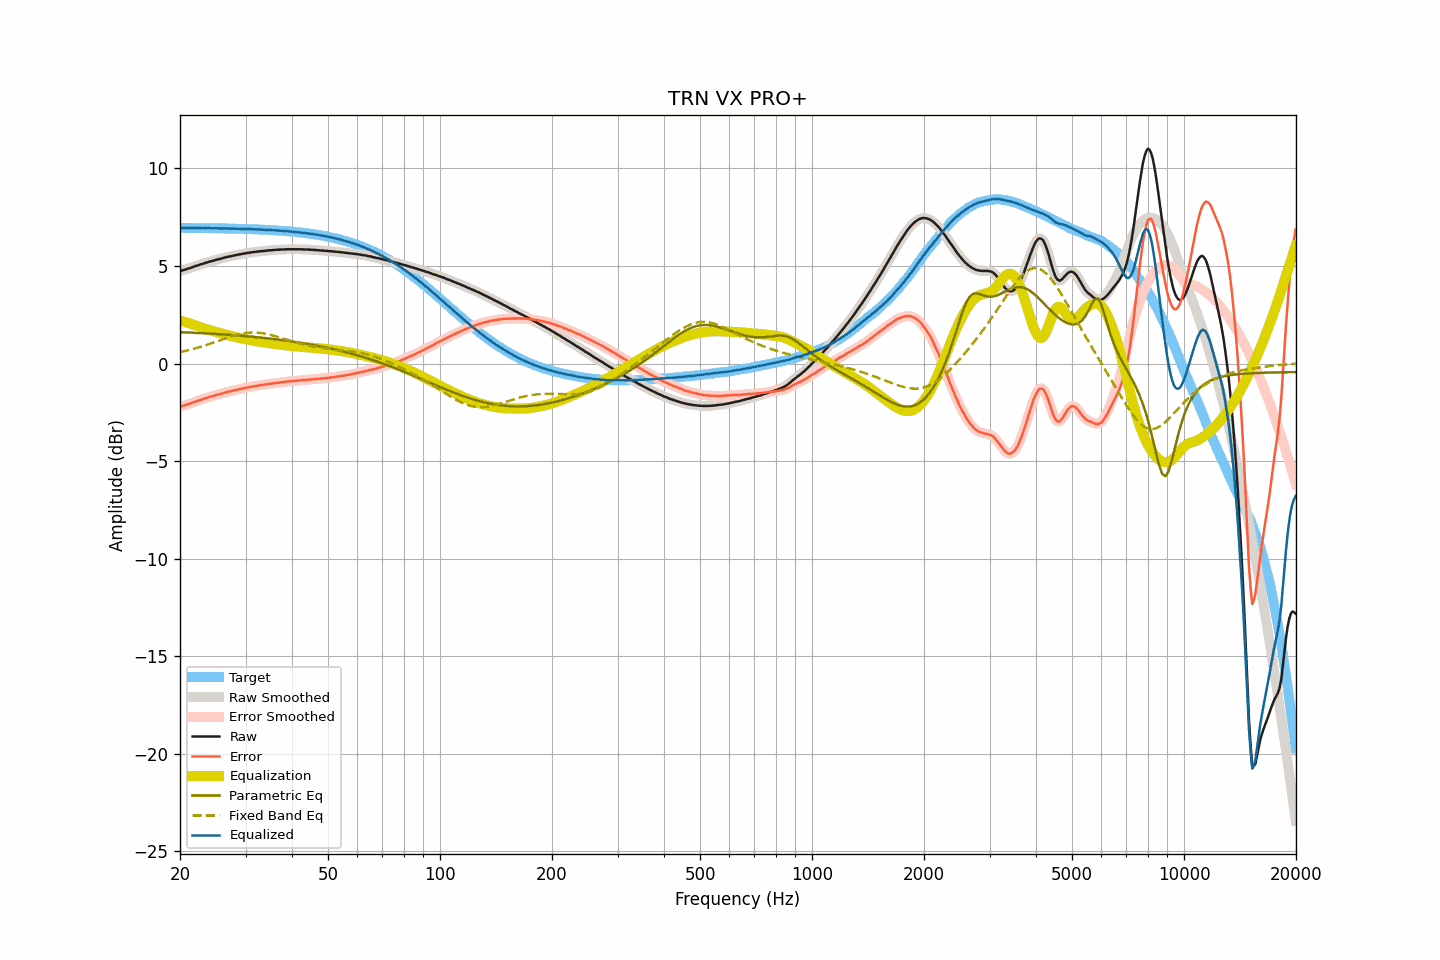 TRN VX PRO+
Amplitude (dBr)
10
5
0
−5
−10
−15
−20
−25
Target
Raw Smoothed
Error Smoothed
Raw
Error
Equalization
Parametric Eq
Fixed Band Eq
Equalized
20 50 100 200 500 1000 2000 5000 10000 20000
Frequency (Hz)